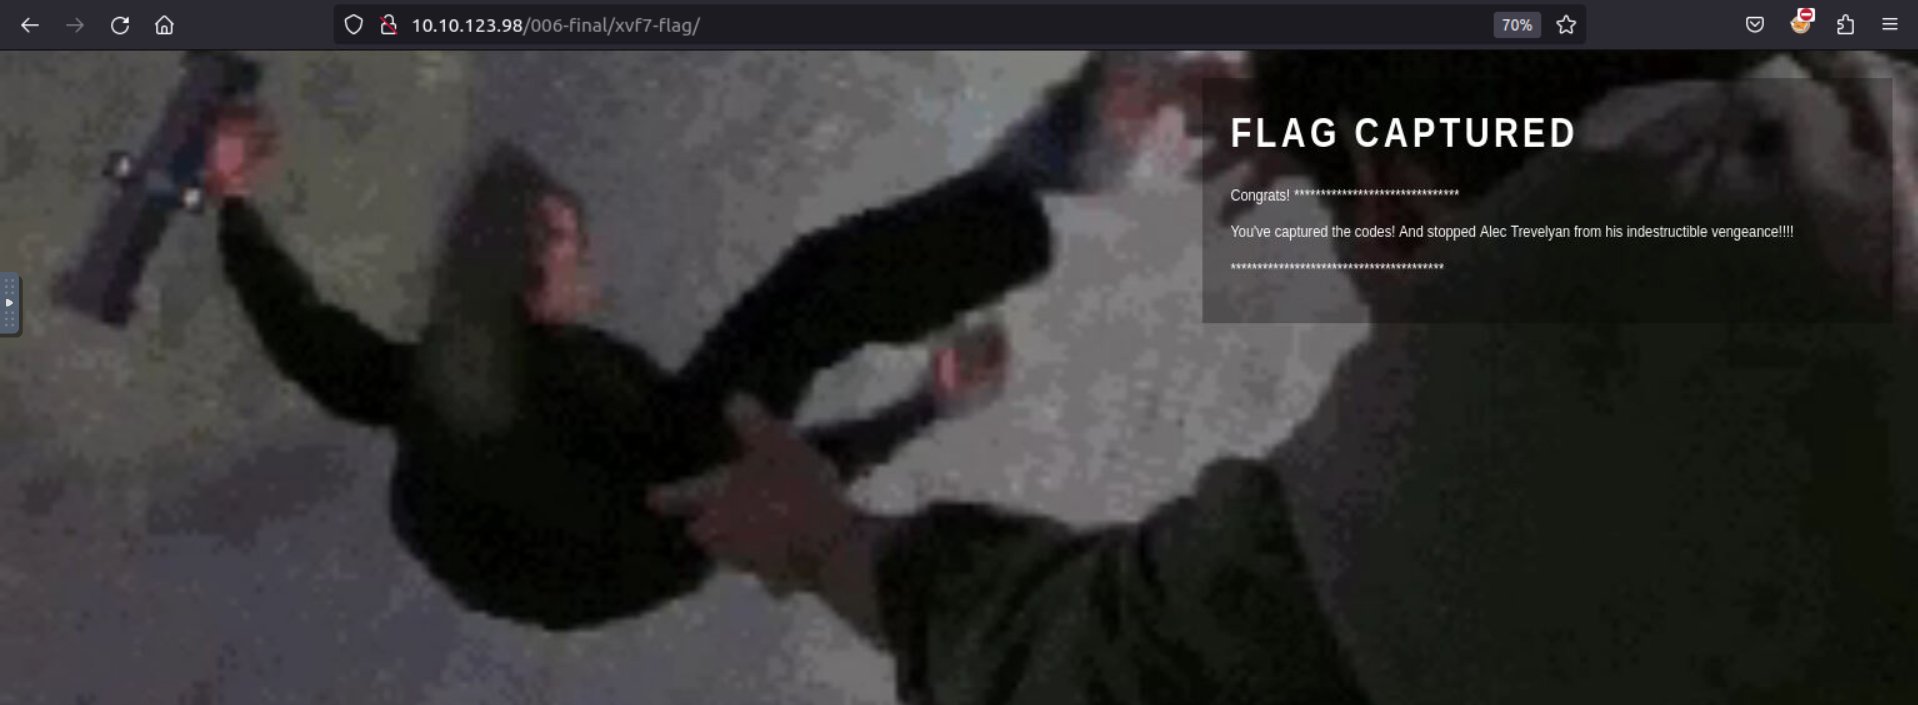 10.10.123.98/006-final/xvf7-flag/
70%
FLAG CAPTURED
Congrats! *******************************
You've captured the codes! And stopped Alec Trevelyan from his indestructible vengeance!!!!
****************************************